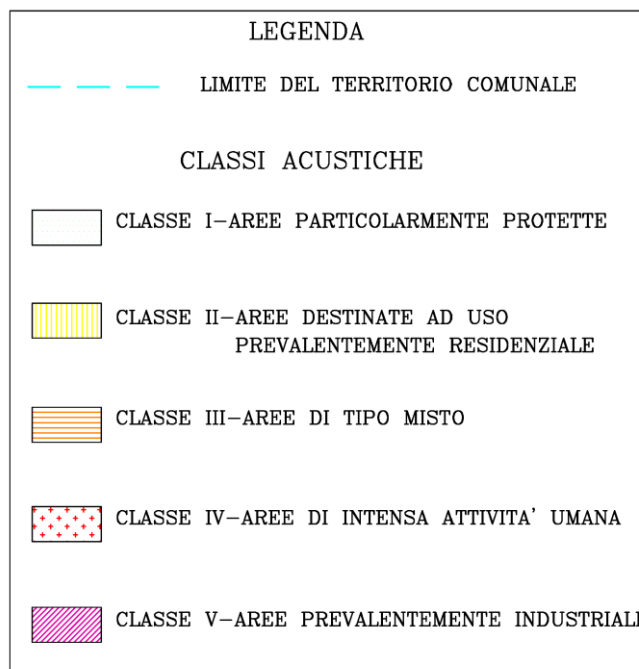 LEGENDA
LIMITE DEL TERRITORIO COMUNALE
CLASSI ACUSTICHE
CLASSE I-AREE PARTICOLARMENTE PROTETTE
CLASSE II-AREE DESTINATE AD USO
PREVALENTEMENTE RESIDENZIALE
CLASSE III-AREE DI TIPO MISTO
CLASSE IV-AREE DI INTENSA ATTIVITA' UMANA
CLASSE V-AREE PREVALENTEMENTE INDUSTRIALI